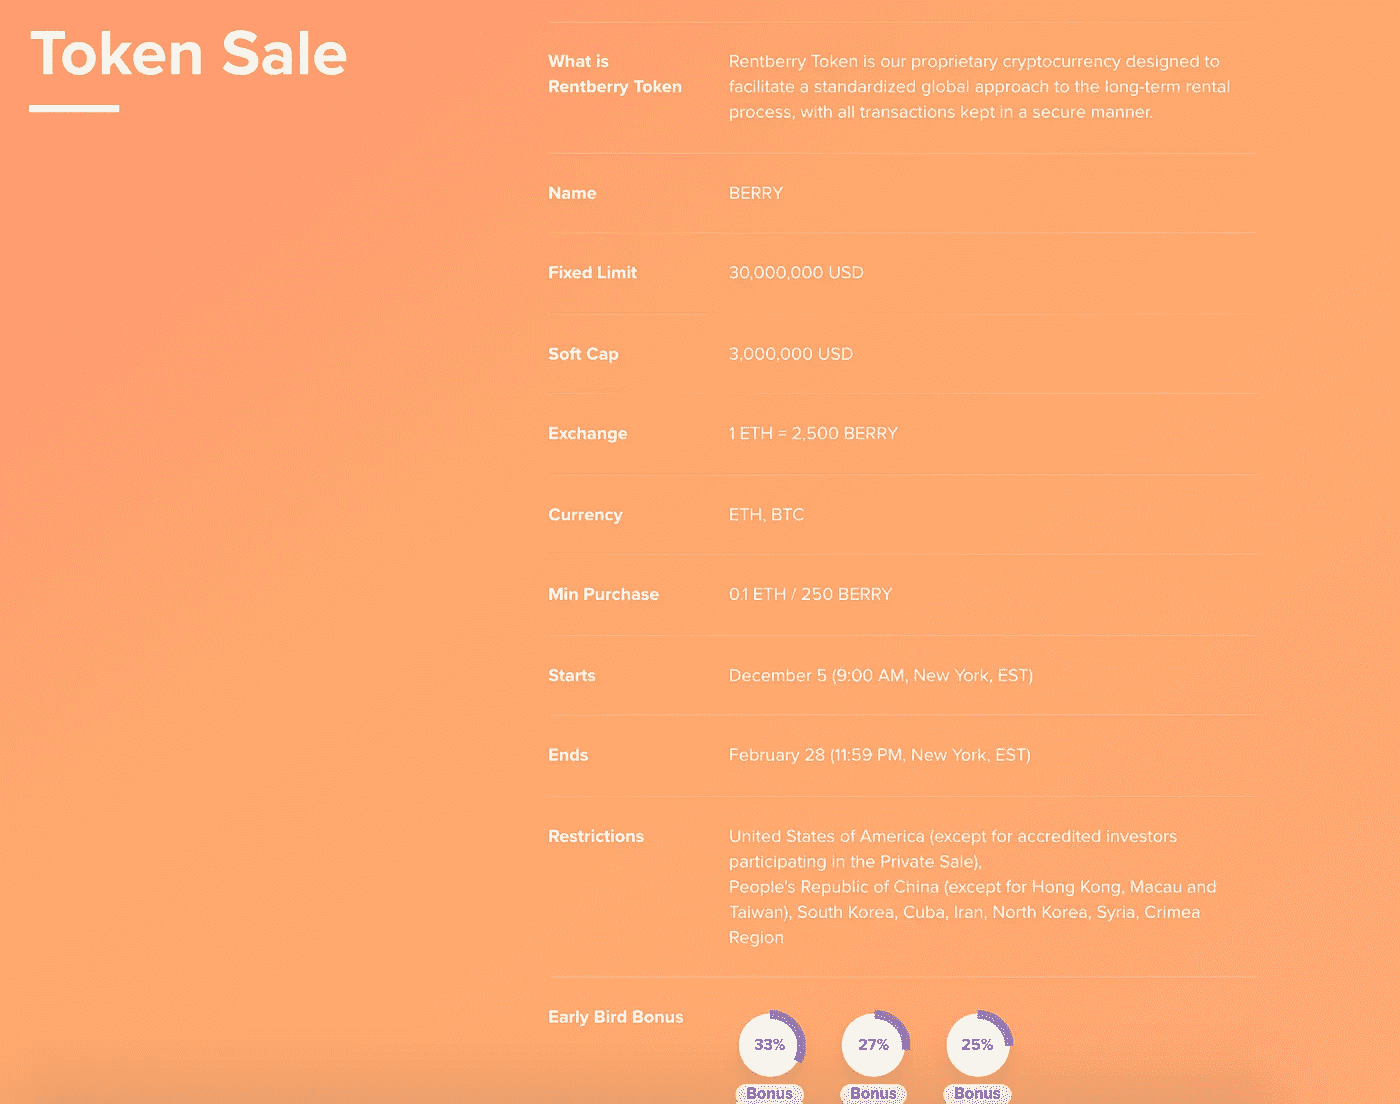 Token Sale
What is
Rentberry Token
Rentberry Token is our proprietary cryptocurrency designed to
facilitate a standardized global approach to the long-term rental
process, with all transactions kept in a secure manner.
Name
BERRY
Fixed Limit
30,000,000 USD
Soft Cap
3,000,000 USD
Exchange
1 ETH = 2,500 BERRY
Currency
ETH, BTC
Min Purchase
0.1 ETH / 250 BERRY
Starts
December 5 (9:00 AM, New York, EST)
Ends
February 28 (11:59 PM, New York, EST)
Restrictions
United States of America (except for accredited investors
participating in the Private Sale),
People's Republic of China (except for Hong Kong, Macau and
Taiwan), South Korea, Cuba, Iran, North Korea, Syria, Crimea
Region
Early Bird Bonus
33% 27% 25%
Bonus Bonus Bonus